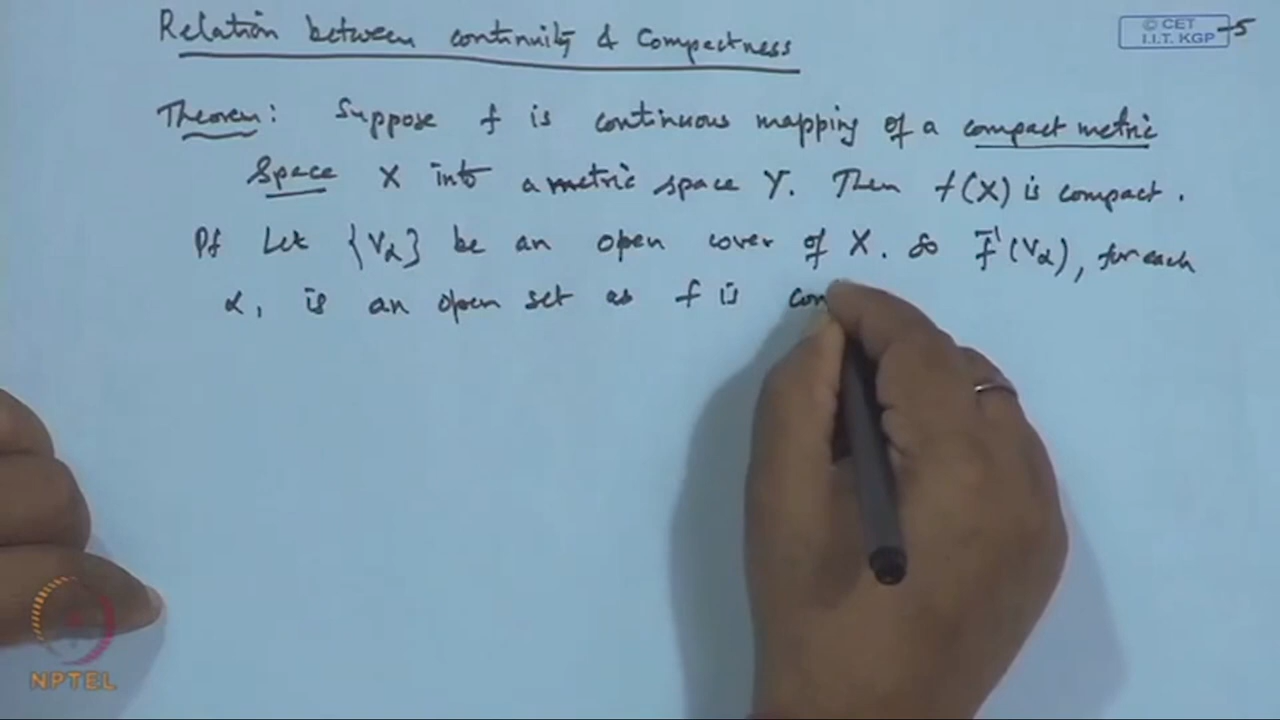 Relation between continuity & Compactness
© CET
I.I.T. KGP
-5
Theorem: Suppose f is continuous mapping of a compact metric
Space X into a metric space Y. Then f(X) is compact.
Pf Let {Vα} be an open cover of X. So f⁻¹(Vα), for each
α, is an open set as f is con
NPTEL